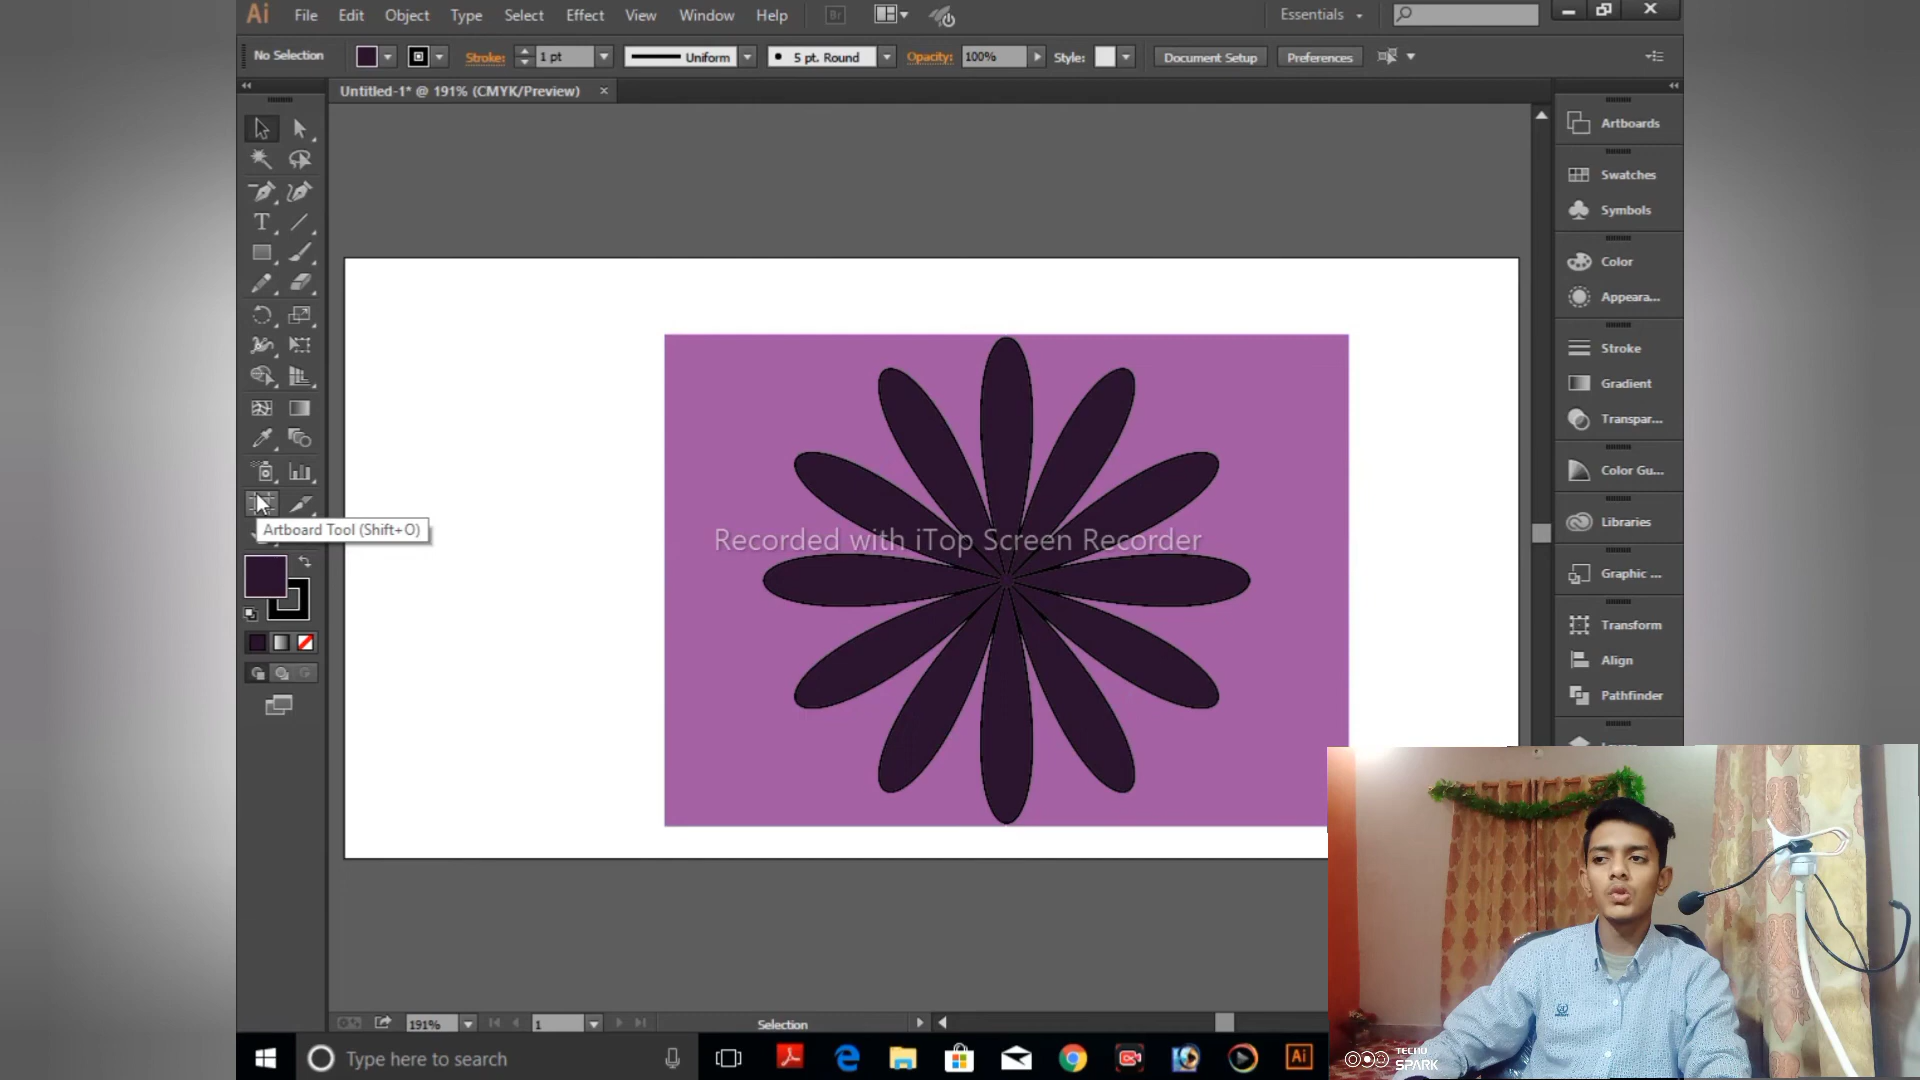 Ai File Edit Object Type Select Effect View Window Help Br Essentials
No Selection Stroke: 1 pt Uniform 5 pt. Round Opacity: 100% Style: Document Setup Preferences
Untitled-1* @ 191% (CMYK/Preview) ×
Artboards
Swatches
Symbols
Color
Appeara...
Stroke
Gradient
Transpar...
Color Gu...
Libraries
Graphic ...
Transform
Align
Pathfinder
T
Artboard Tool (Shift+O)
Recorded with iTop Screen Recorder
191% 1 Selection
Type here to search
Ai
TECNO
SPARK